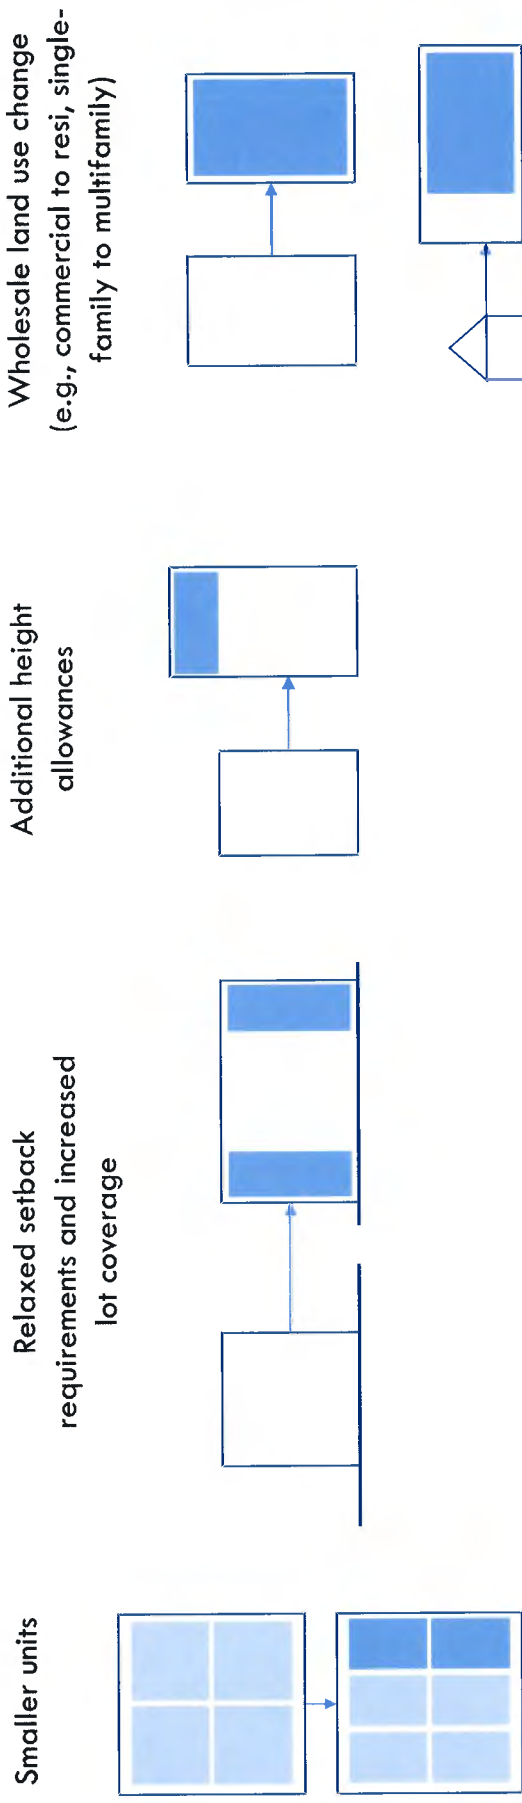 Smaller units
Relaxed setback
requirements and increased
lot coverage
Additional height
allowances
Wholesale land use change
(e.g., commercial to resi, single-
family to multifamily)